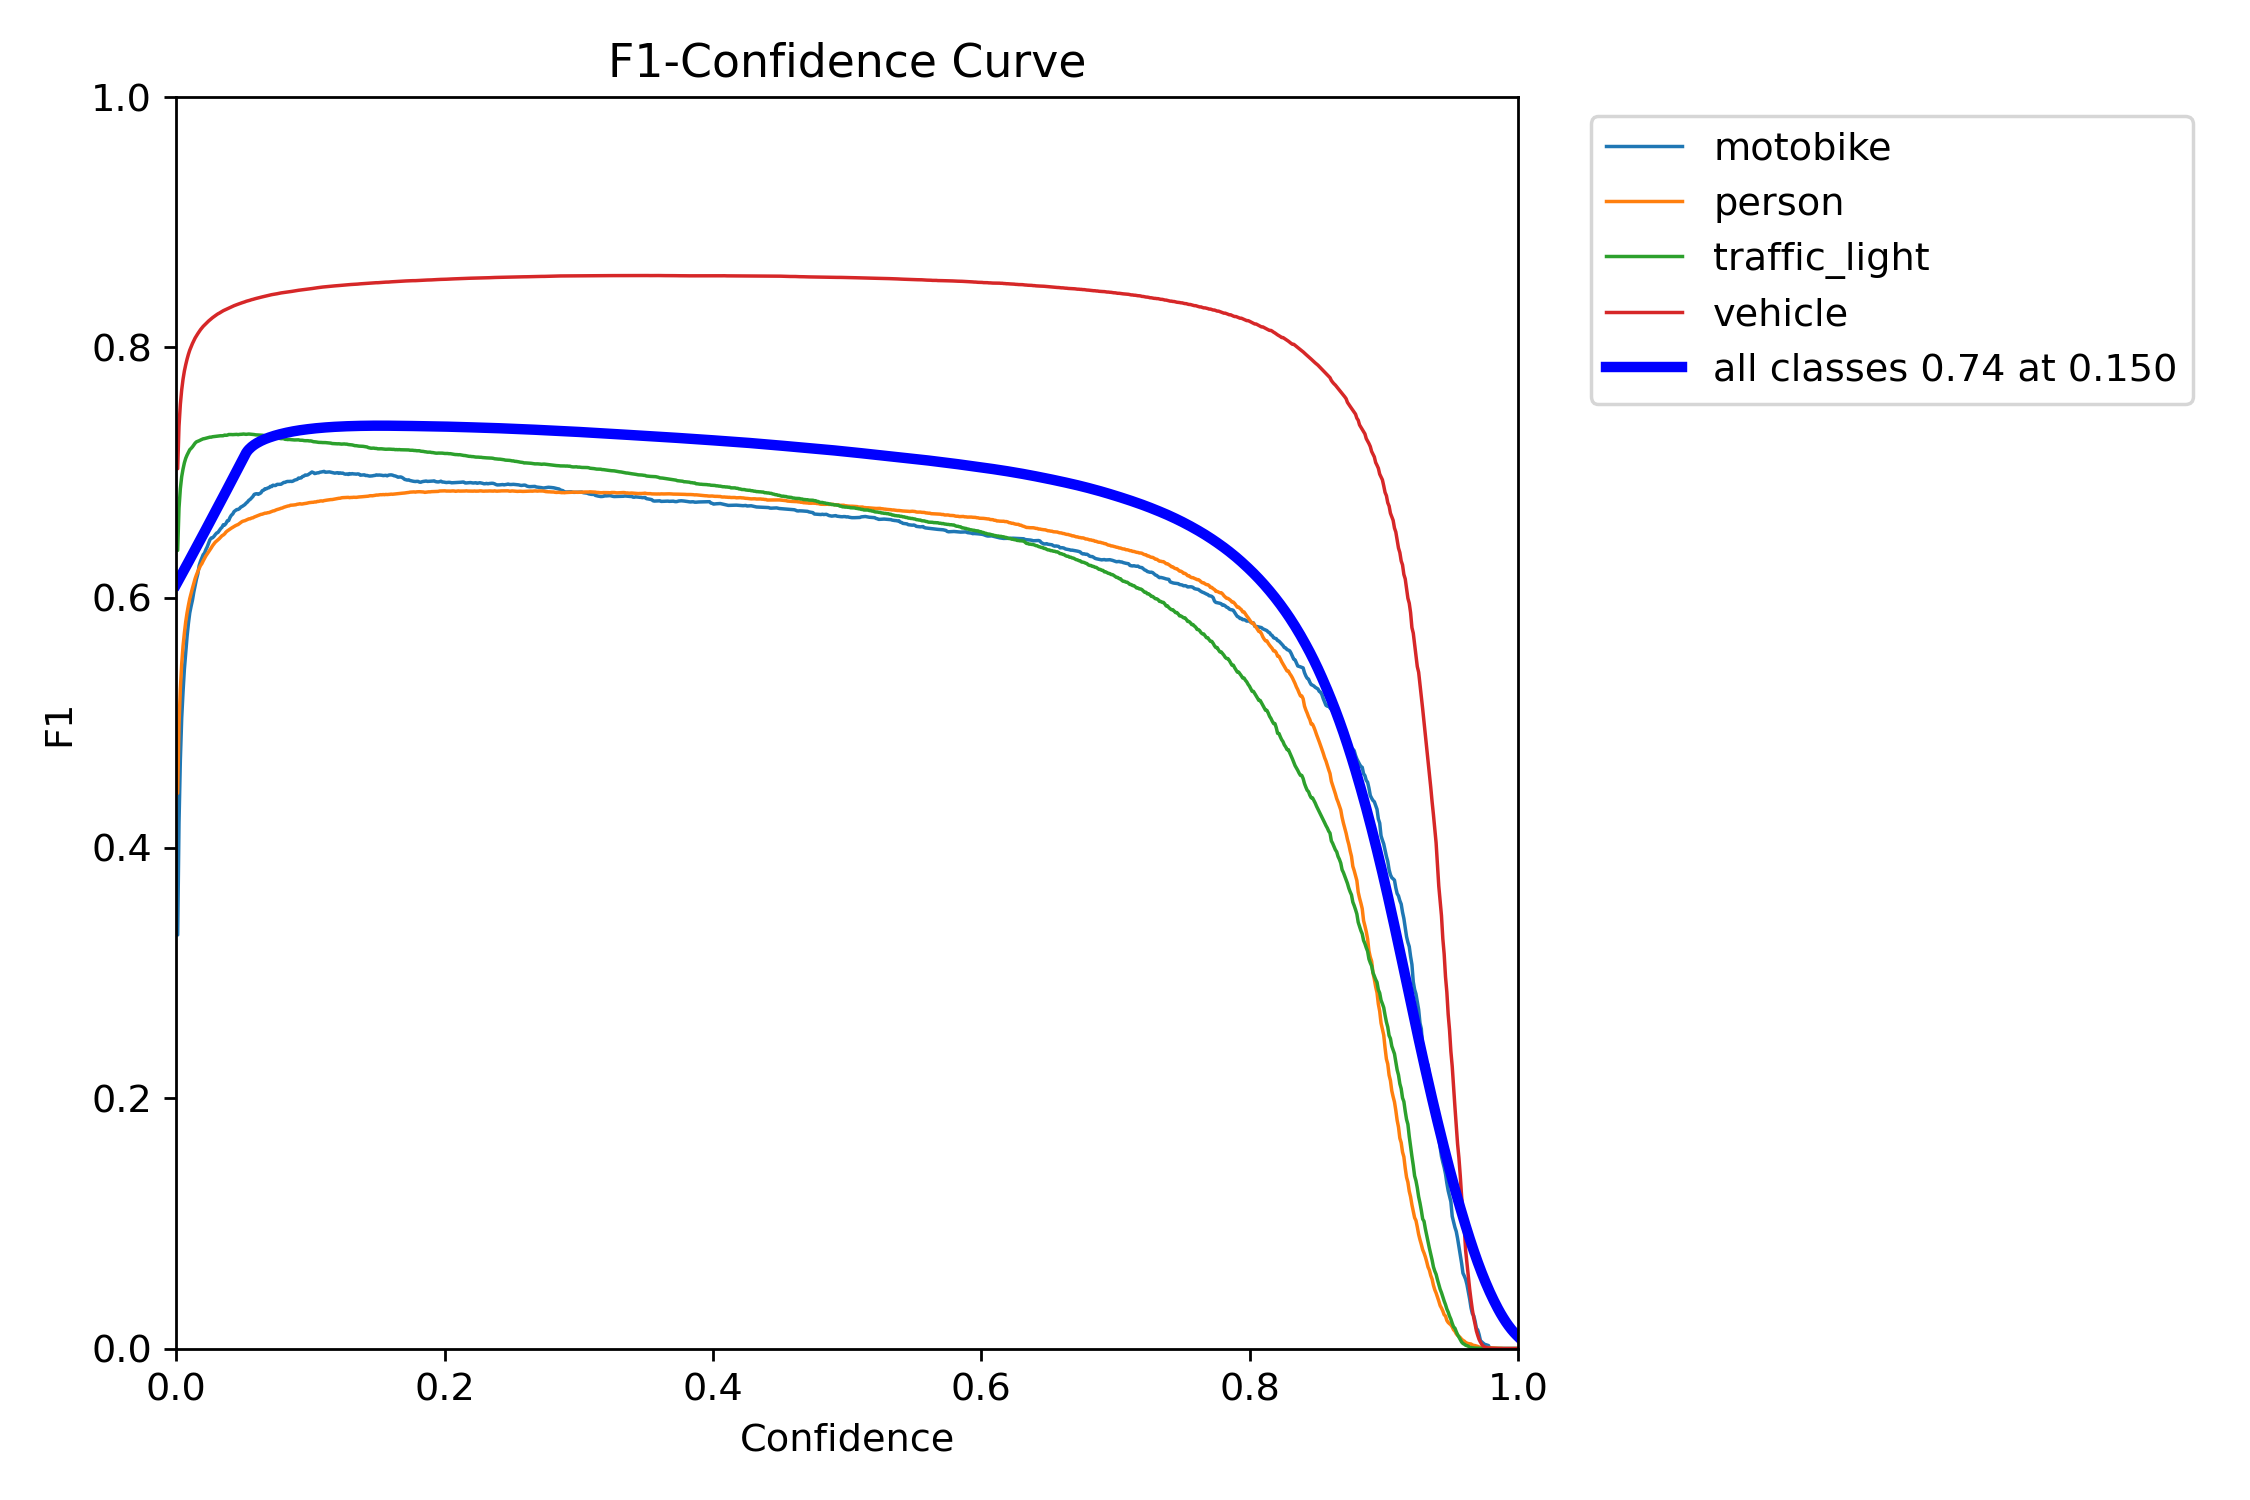 F1-Confidence Curve
1.0
0.8
0.6
0.4
0.2
0.0
F1
0.0 0.2 0.4 0.6 0.8 1.0
Confidence
motobike
person
traffic_light
vehicle
all classes 0.74 at 0.150